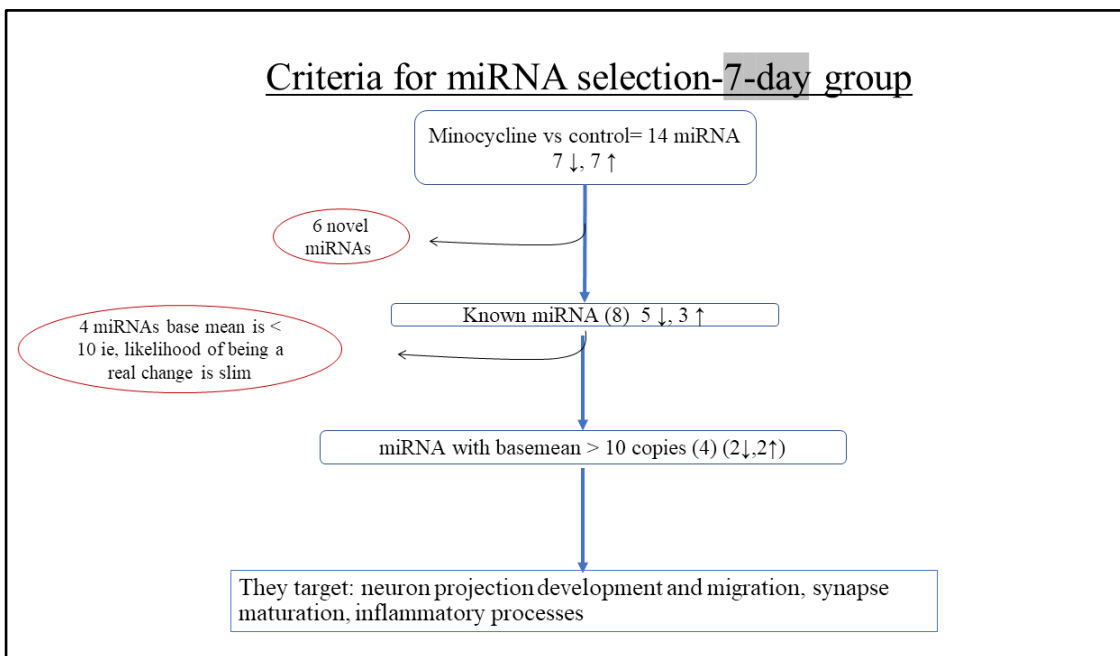 Criteria for miRNA selection-7-day group
Minocycline vs control= 14 miRNA
7 ↓, 7 ↑
6 novel
miRNAs
Known miRNA (8)  5 ↓, 3 ↑
4 miRNAs base mean is <
10 ie, likelihood of being a
real change is slim
miRNA with basemean > 10 copies (4) (2↓,2↑)
They target: neuron projection development and migration, synapse
maturation, inflammatory processes